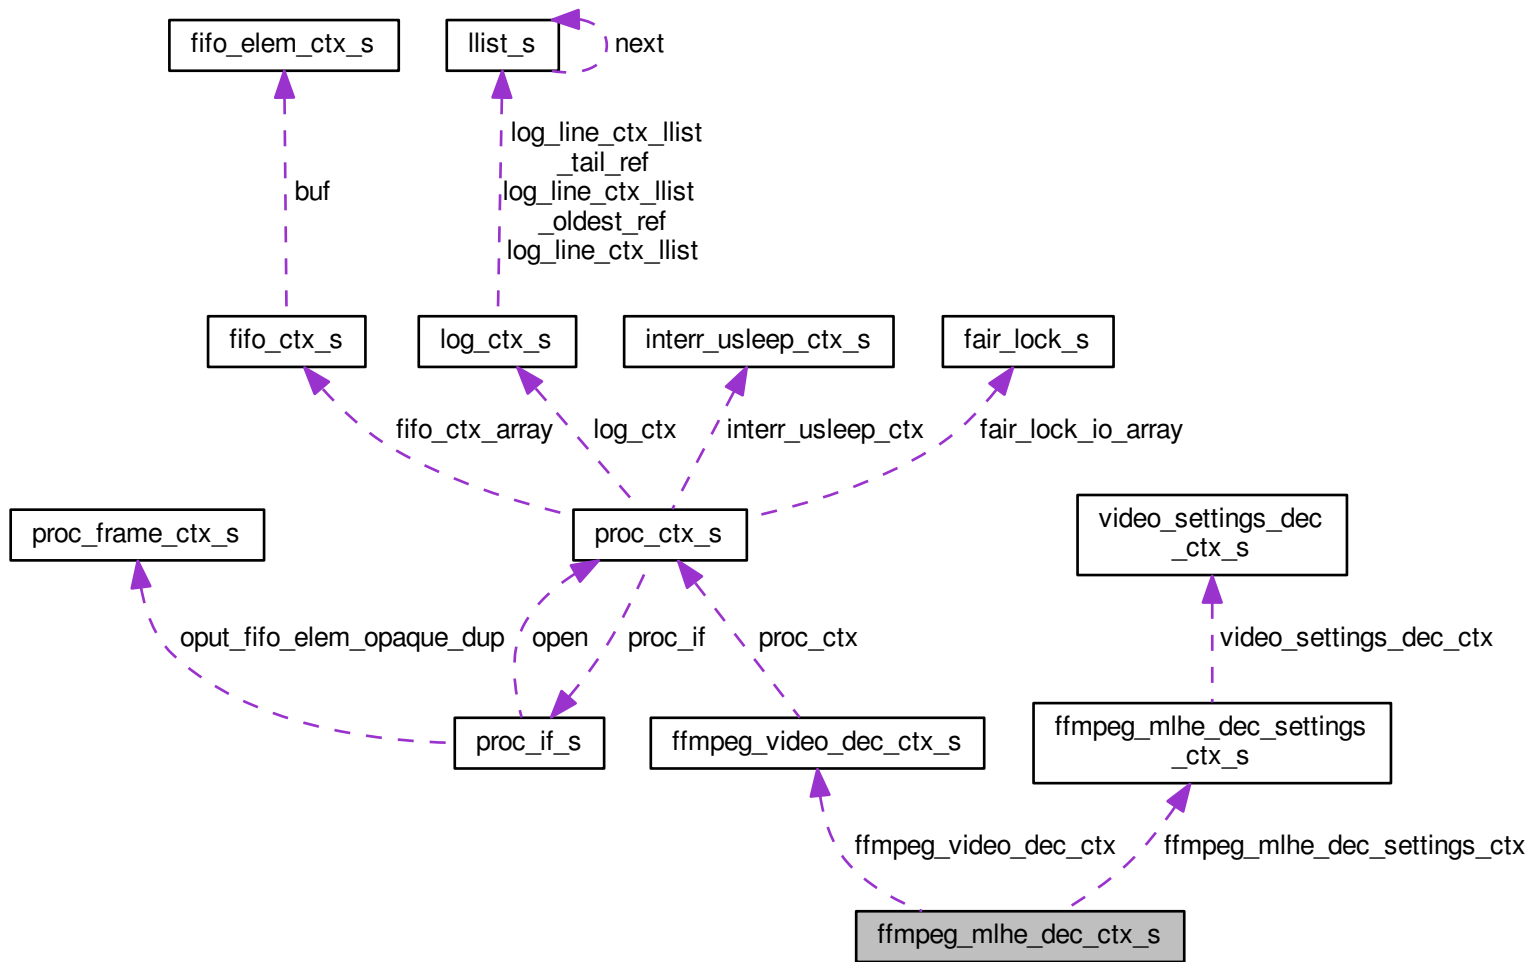 fifo_elem_ctx_s
llist_s
next
log_line_ctx_llist
_tail_ref
buf
log_line_ctx_llist
_oldest_ref
log_line_ctx_llist
fifo_ctx_s
log_ctx_s
interr_usleep_ctx_s
fair_lock_s
fifo_ctx_array
log_ctx
interr_usleep_ctx
fair_lock_io_array
proc_frame_ctx_s
proc_ctx_s
video_settings_dec
_ctx_s
oput_fifo_elem_opaque_dup
open
proc_if
proc_ctx
video_settings_dec_ctx
proc_if_s
ffmpeg_video_dec_ctx_s
ffmpeg_mlhe_dec_settings
_ctx_s
ffmpeg_video_dec_ctx
ffmpeg_mlhe_dec_settings_ctx
ffmpeg_mlhe_dec_ctx_s